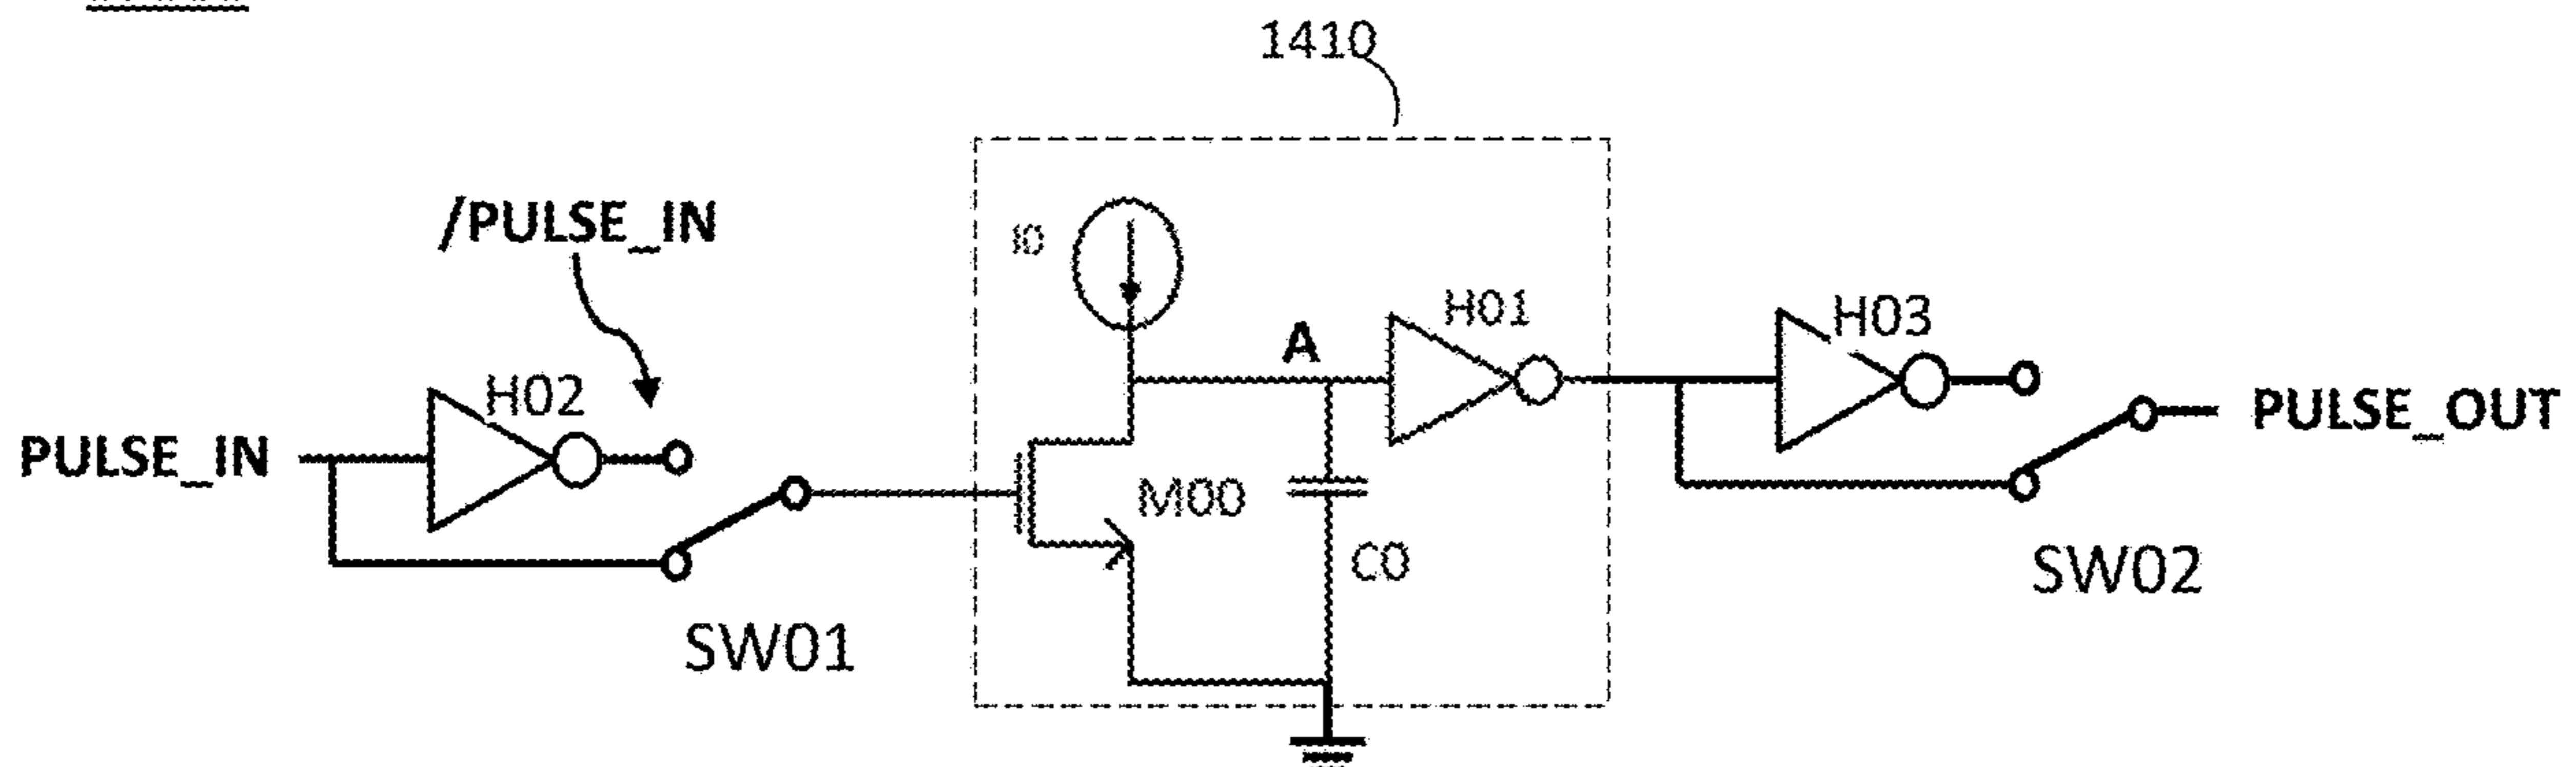 1410
/PULSE_IN
I0
A
H01
H03
H02
PULSE_IN
PULSE_OUT
M00
C0
SW01
SW02